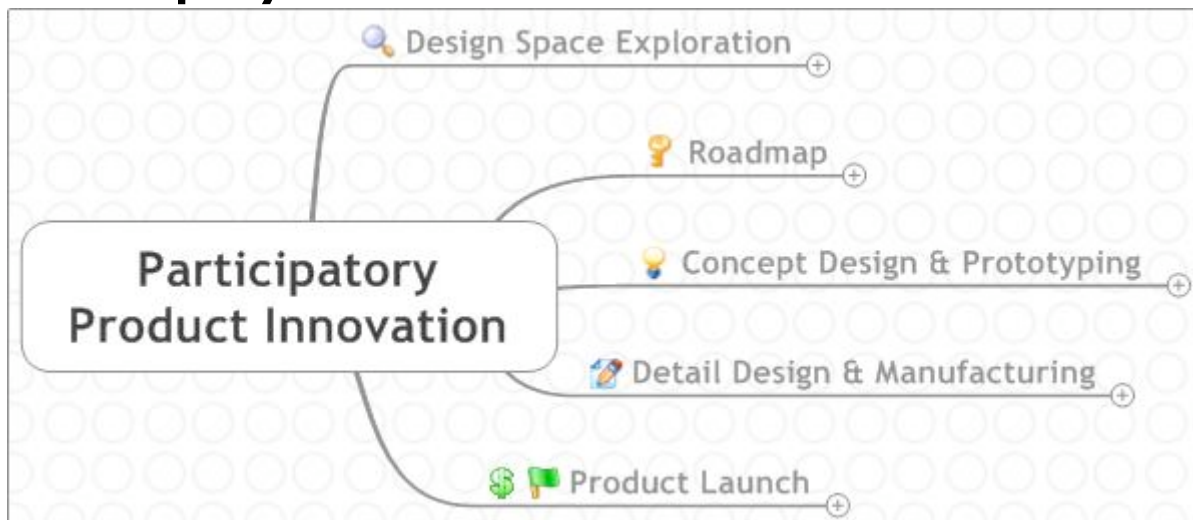 Design Space Exploration
Roadmap
Participatory
Product Innovation
Concept Design & Prototyping
Detail Design & Manufacturing
Product Launch